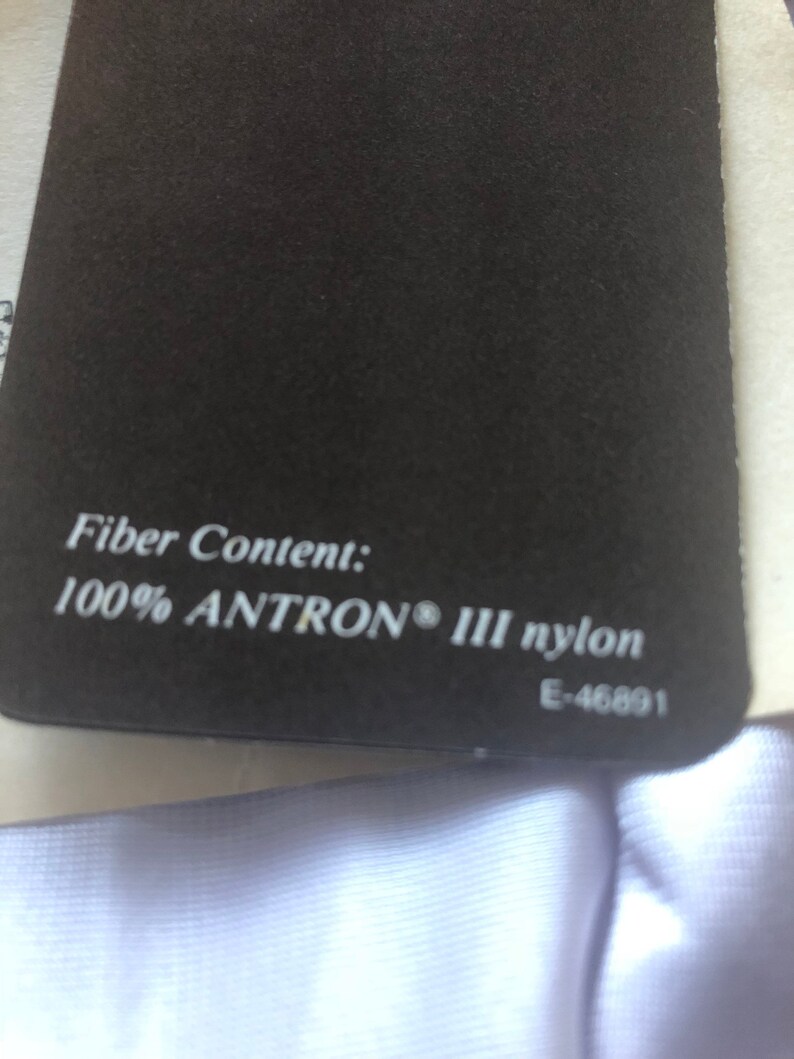 Fiber Content:
100% ANTRON® III nylon
E-46891